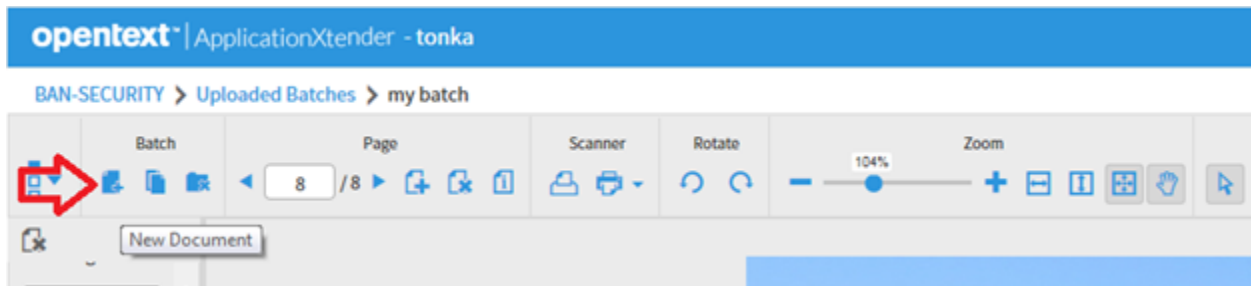 opentext™ | ApplicationXtender - tonka
BAN-SECURITY > Uploaded Batches > my batch
Batch Page Scanner Rotate Zoom
104%
8 /8
New Document